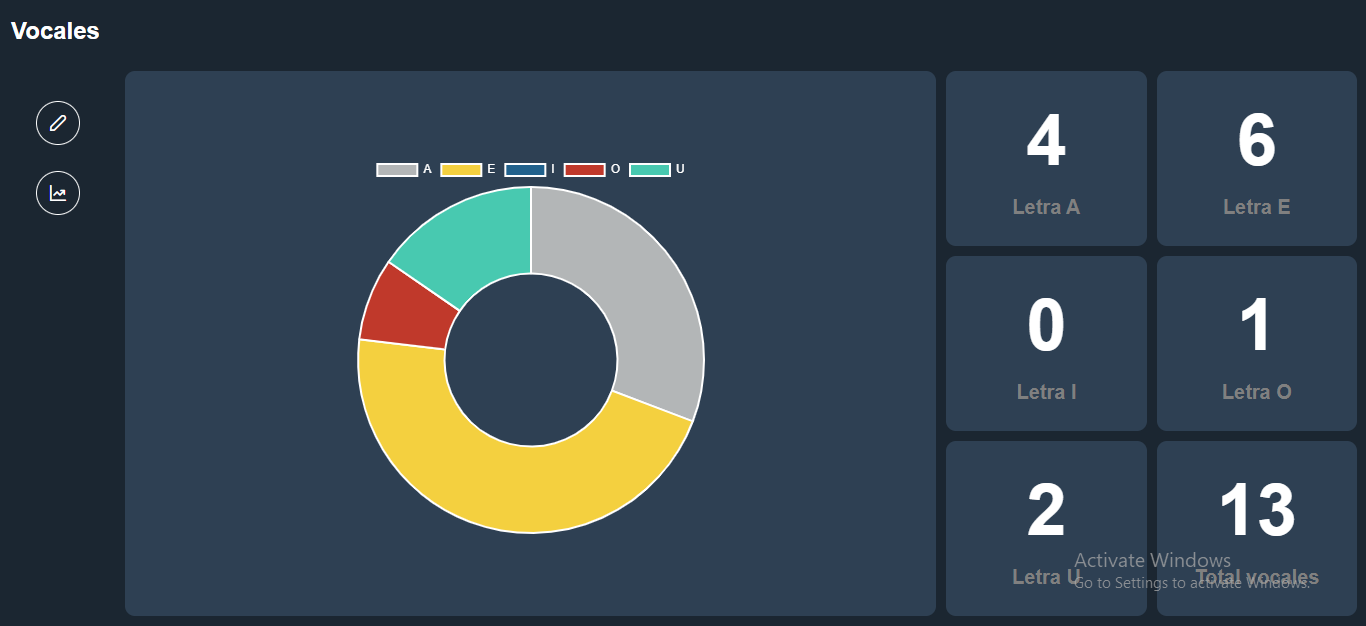 Vocales
A E I O U
4
Letra A
6
Letra E
0
Letra I
1
Letra O
2
Letra U
13
Total vocales
Activate Windows
Go to Settings to activate Windows.